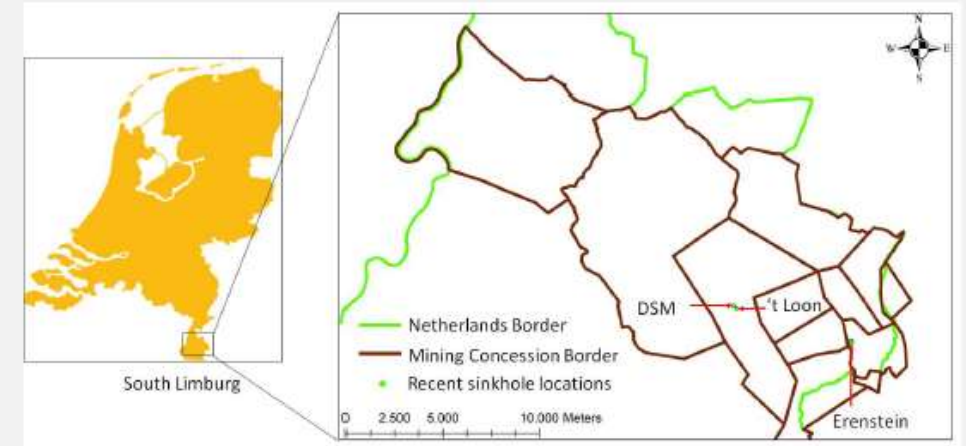 N
W E
S
DSM
't Loon
Netherlands Border
Mining Concession Border
Recent sinkhole locations
0 2.500 5.000 10.000 Meters
Erenstein
South Limburg